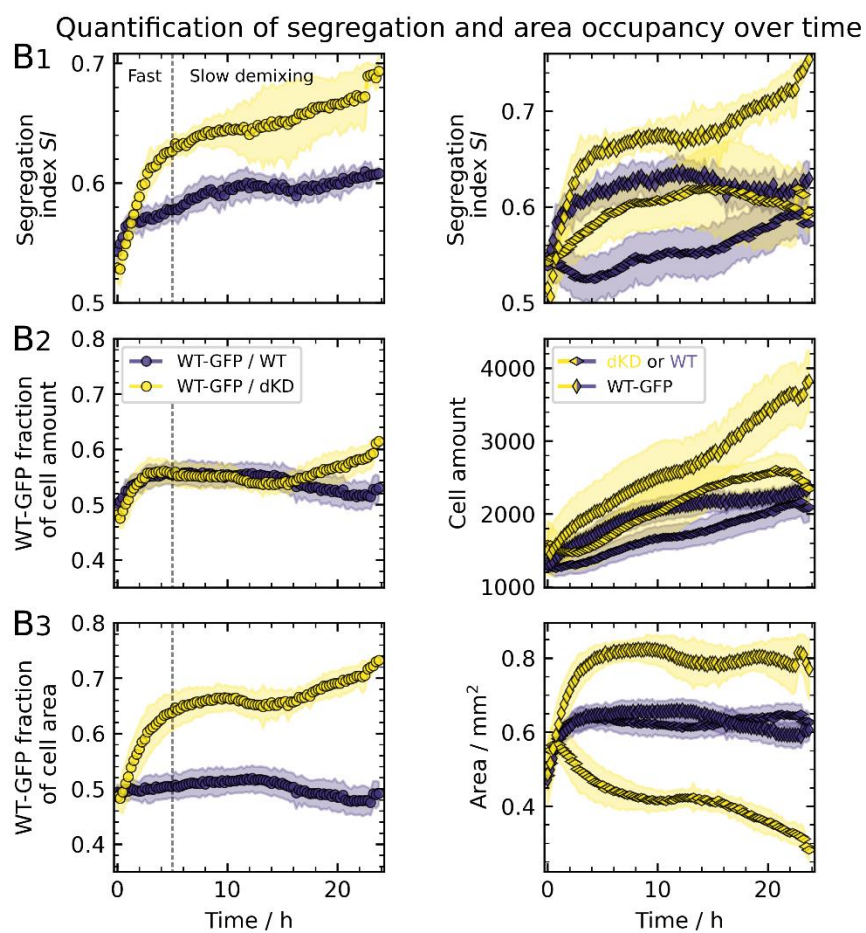 Quantification of segregation and area occupancy over time
B1
Fast
Slow demixing
Segregation
index SI
0.7
0.6
0.5
Segregation
index SI
0.7
0.6
0.5
B2
WT-GFP / WT
WT-GFP / dKD
WT-GFP fraction
of cell amount
0.8
0.7
0.6
0.5
0.4
dKD or WT
WT-GFP
Cell amount
4000
3000
2000
1000
B3
WT-GFP fraction
of cell area
0.8
0.7
0.6
0.5
0.4
0 10 20
Time / h
Area / mm²
0.8
0.6
0.4
0 10 20
Time / h